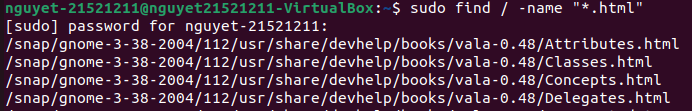 nguyet-21521211@nguyet21521211-VirtualBox:~$ sudo find / -name "*.html"
[sudo] password for nguyet-21521211:
/snap/gnome-3-38-2004/112/usr/share/devhelp/books/vala-0.48/Attributes.html
/snap/gnome-3-38-2004/112/usr/share/devhelp/books/vala-0.48/Classes.html
/snap/gnome-3-38-2004/112/usr/share/devhelp/books/vala-0.48/Concepts.html
/snap/gnome-3-38-2004/112/usr/share/devhelp/books/vala-0.48/Delegates.html